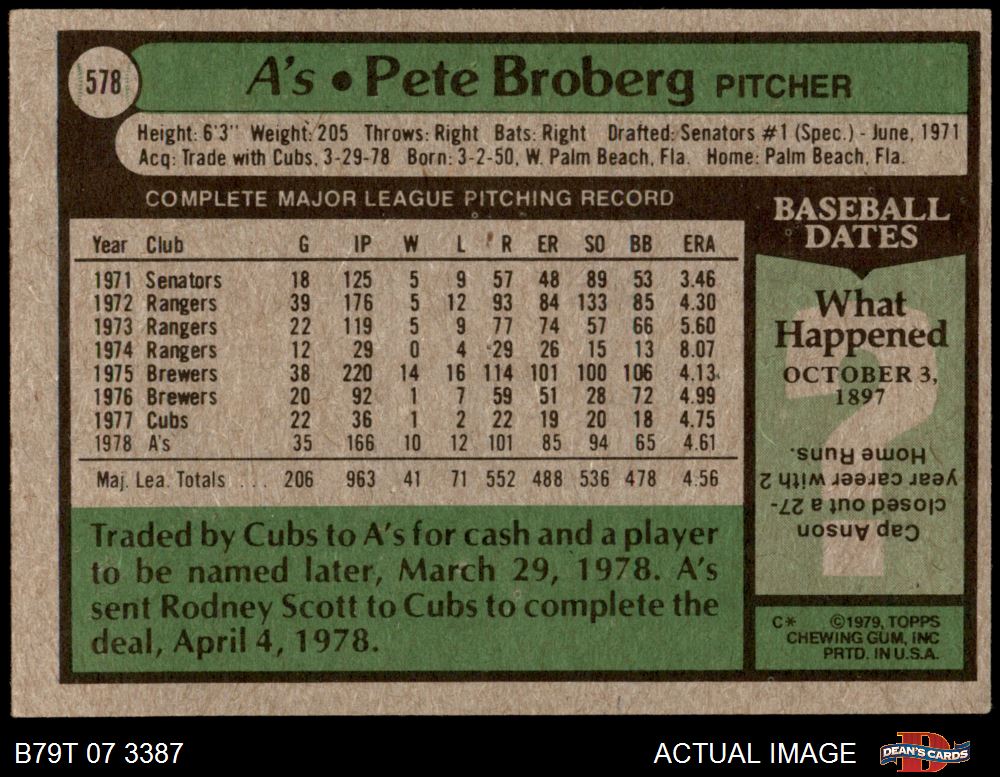 578
A's • Pete Broberg PITCHER
Height: 6'3" Weight: 205 Throws: Right Bats: Right Drafted: Senators #1 (Spec.) - June, 1971
Acq: Trade with Cubs, 3-29-78 Born: 3-2-50, W. Palm Beach, Fla. Home: Palm Beach, Fla.
COMPLETE MAJOR LEAGUE PITCHING RECORD
Year Club G IP W L R ER SO BB ERA
1971 Senators 18 125 5 9 57 48 89 53 3.46
1972 Rangers 39 176 5 12 93 84 133 85 4.30
1973 Rangers 22 119 5 9 77 74 57 66 5.60
1974 Rangers 12 29 0 4 29 26 15 13 8.07
1975 Brewers 38 220 14 16 114 101 100 106 4.13
1976 Brewers 20 92 1 7 59 51 28 72 4.99
1977 Cubs 22 36 1 2 22 19 20 18 4.75
1978 A's 35 166 10 12 101 85 94 65 4.61
Maj. Lea. Totals ... 206 963 41 71 552 488 536 478 4.56
Traded by Cubs to A's for cash and a player
to be named later, March 29, 1978. A's
sent Rodney Scott to Cubs to complete the
deal, April 4, 1978.
BASEBALL
DATES
What
Happened
OCTOBER 3,
1897
?
Cap Anson
closed out a 27-
year career with 2
Home Runs.
C* ©1979, TOPPS
CHEWING GUM, INC
PRTD. IN U.S.A.
B79T 07 3387
ACTUAL IMAGE
D
DEAN'S CARDS